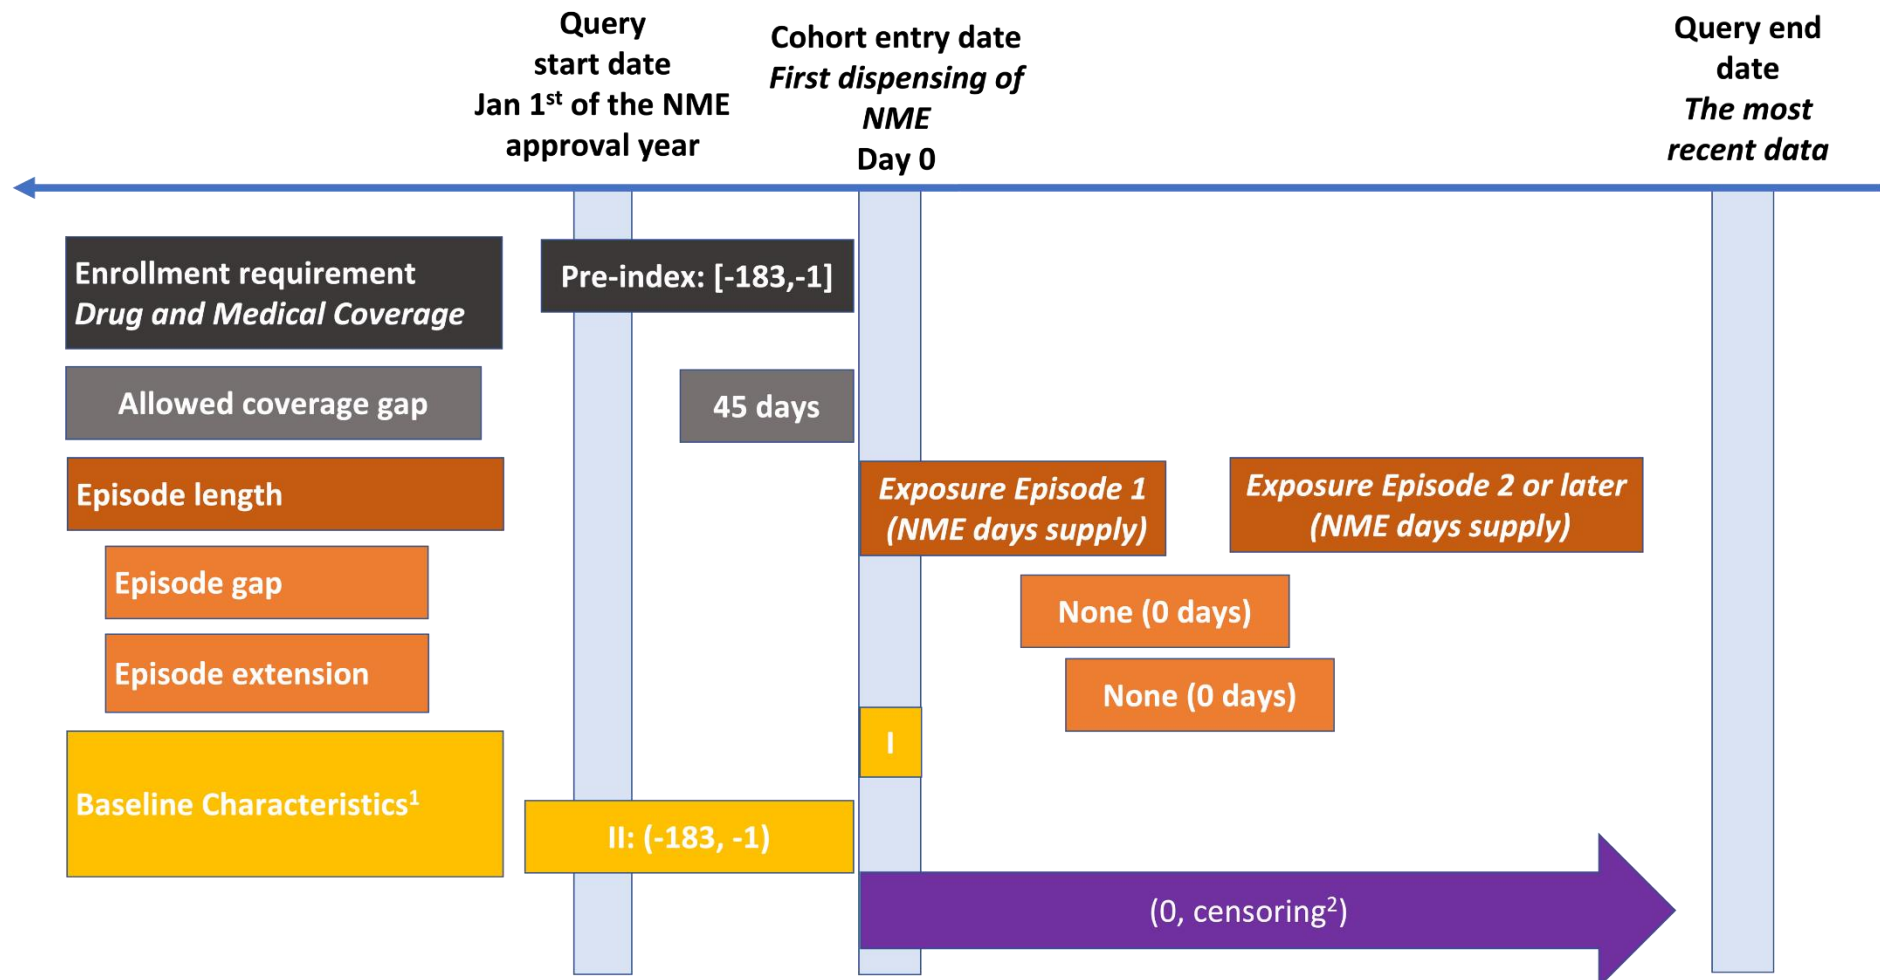 Query
start date
Jan 1st of the NME
approval year
Cohort entry date
First dispensing of
NME
Day 0
Query end
date
The most
recent data
Enrollment requirement
Drug and Medical Coverage
Pre-index: [-183,-1]
Allowed coverage gap
45 days
Episode length
Exposure Episode 1
(NME days supply)
Exposure Episode 2 or later
(NME days supply)
Episode gap
None (0 days)
Episode extension
None (0 days)
I
Baseline Characteristics1
II: (-183, -1)
(0, censoring2)